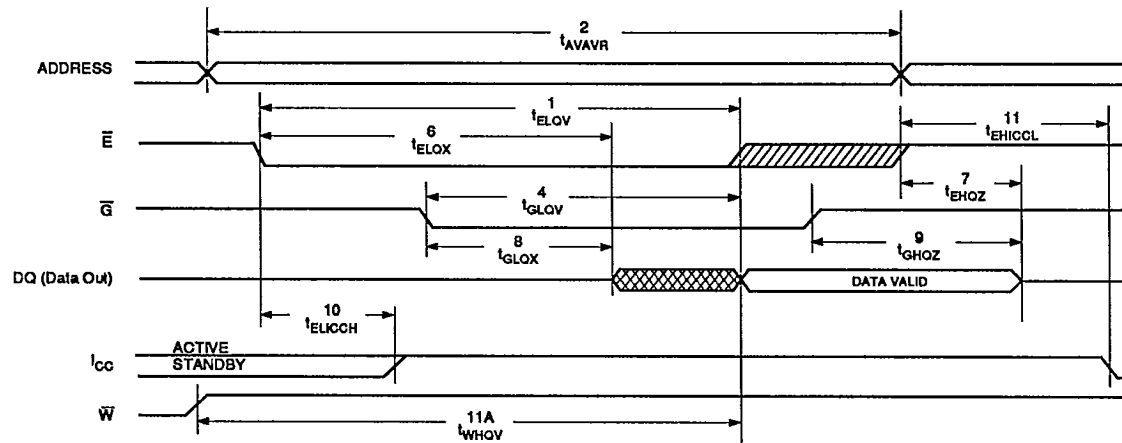 2
tAVAVR
ADDRESS
1
tELQV
11
tEHICCL
6
tELQX
E
7
tEHQZ
4
tGLQV
G
9
tGHQZ
8
tGLQX
DQ (Data Out)
DATA VALID
10
tELICCH
ACTIVE
ICC
STANDBY
W
11A
tWHQV